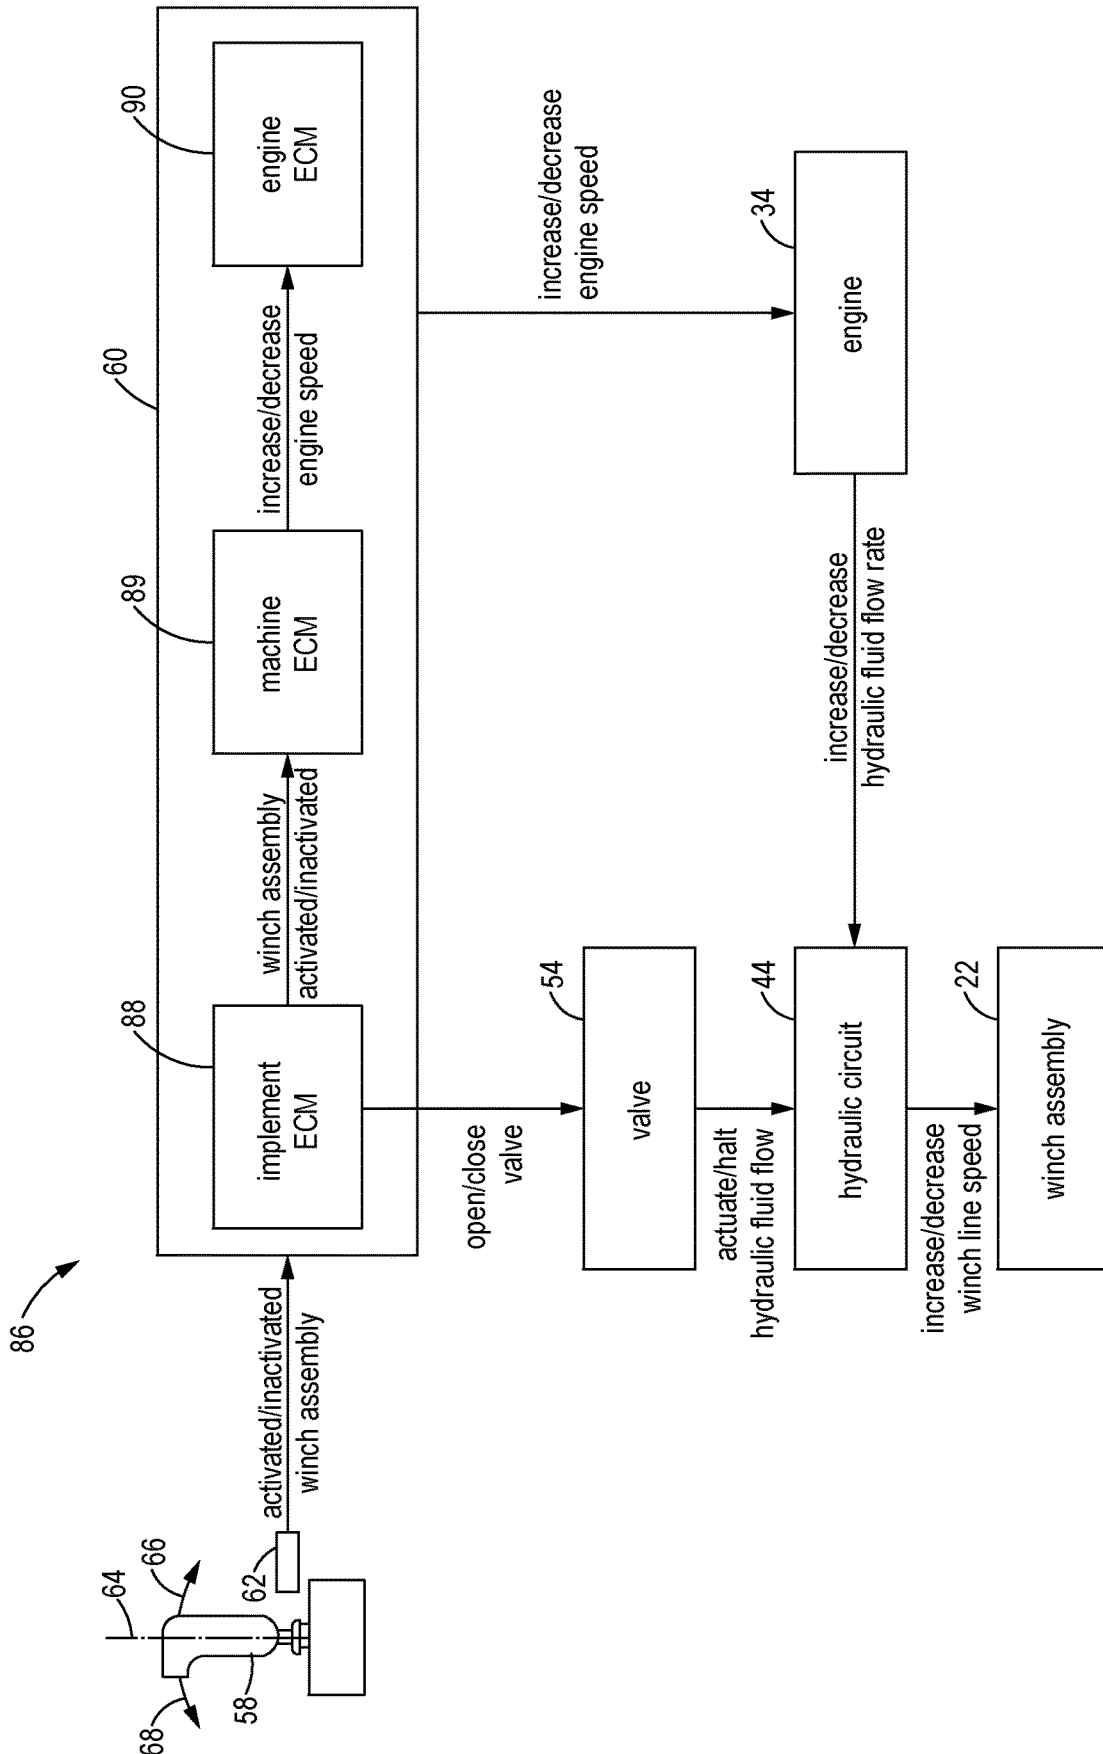 86
64
66
68
58
62
activated/inactivated
winch assembly
60
88
implement
ECM
winch assembly
activated/inactivated
89
machine
ECM
increase/decrease
engine speed
90
engine
ECM
open/close
valve
increase/decrease
engine speed
54
valve
34
engine
actuate/halt
hydraulic fluid flow
increase/decrease
hydraulic fluid flow rate
44
hydraulic circuit
increase/decrease
winch line speed
22
winch assembly